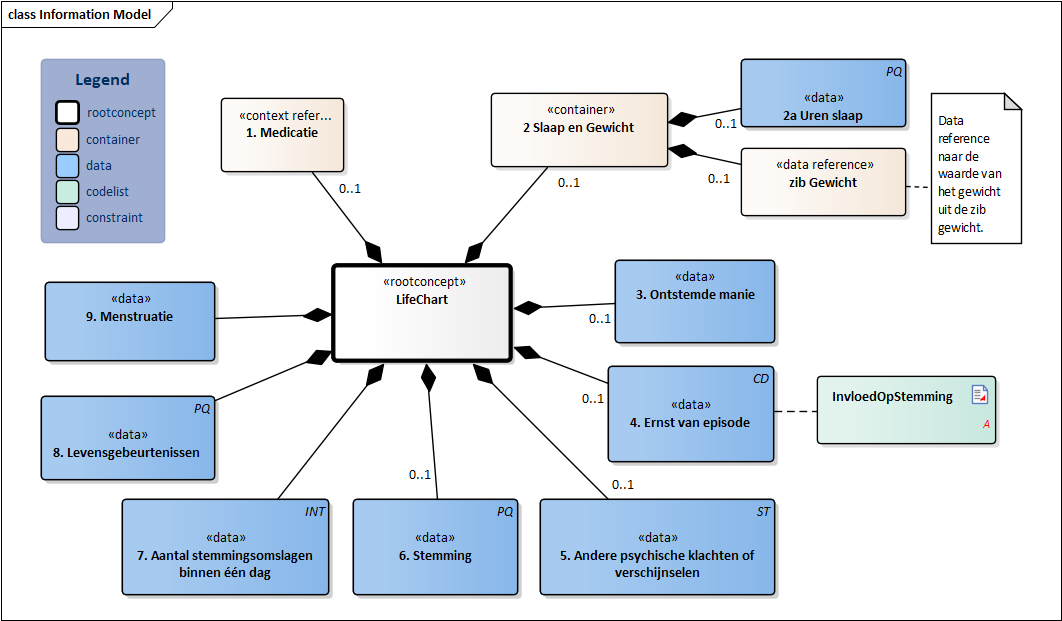 class Information Model
Legend
rootconcept
container
data
codelist
constraint
«context refer...
1. Medicatie
0..1
«container»
2 Slaap en Gewicht
0..1
PQ
«data»
2a Uren slaap
0..1
«data reference»
zib Gewicht
0..1
Data
reference
naar de
waarde van
het gewicht
uit de zib
gewicht.
«rootconcept»
LifeChart
«data»
3. Ontstemde manie
0..1
CD
«data»
4. Ernst van episode
0..1
InvloedOpStemming
A
«data»
9. Menstruatie
PQ
«data»
8. Levensgebeurtenissen
INT
«data»
7. Aantal stemmingsomslagen
binnen één dag
0..1
PQ
«data»
6. Stemming
0..1
ST
«data»
5. Andere psychische klachten of
verschijnselen